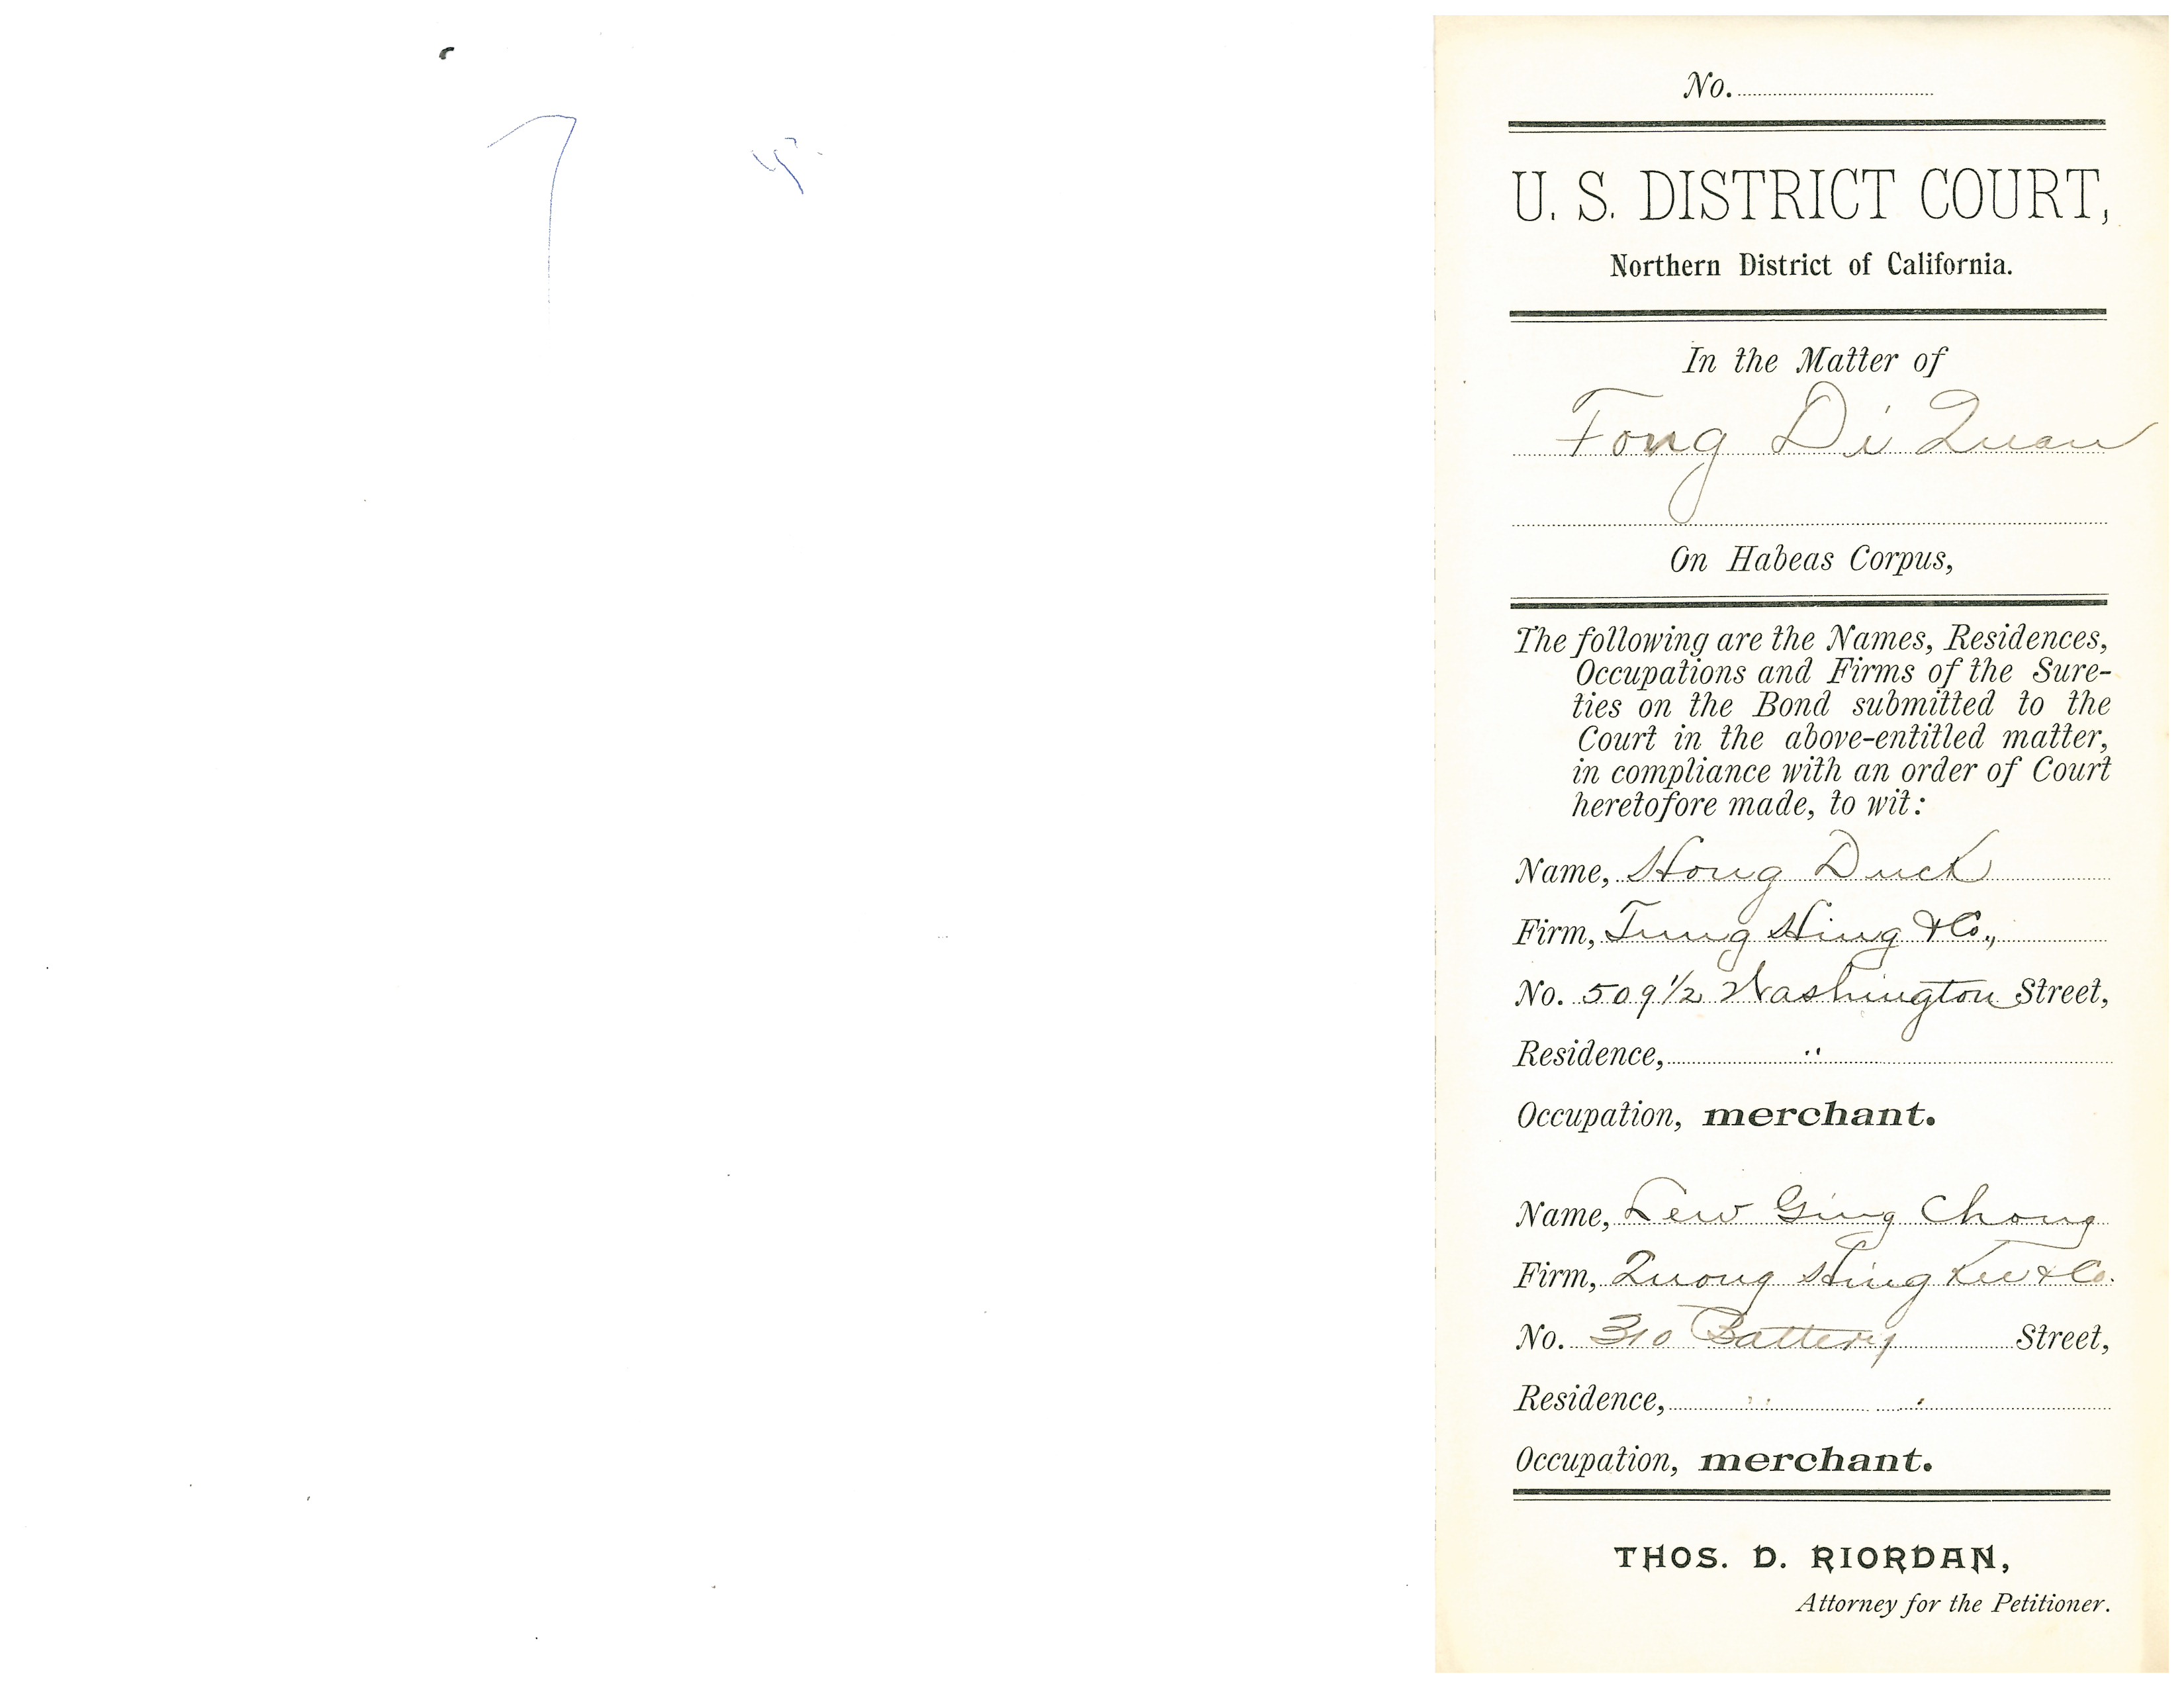 No.
U. S. DISTRICT COURT,
Northern District of California.
In the Matter of
Fong Di Quan
On Habeas Corpus,
The following are the Names, Residences,
Occupations and Firms of the Sure-
ties on the Bond submitted to the
Court in the above-entitled matter,
in compliance with an order of Court
heretofore made, to wit:
Name, Hong Duck
Firm, Tung Hing & Co.,
No. 509 1/2 Washington Street,
Residence, "
Occupation, merchant.
Name, Lew Ging Chong
Firm, Quong Hing Kee & Co.
No. 310 Battery Street,
Residence, " "
Occupation, merchant.
THOS. D. RIORDAN,
Attorney for the Petitioner.